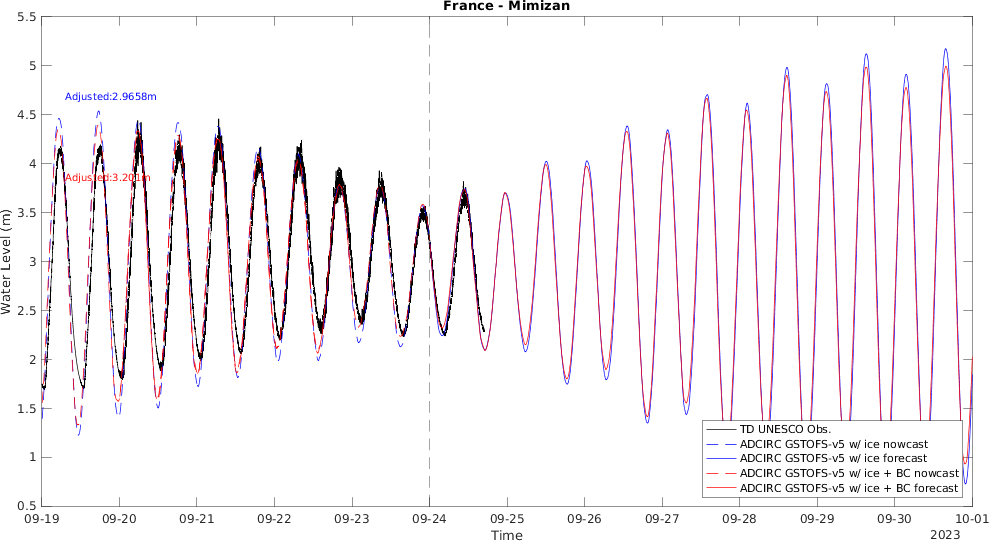 France - Mimizan
5.5
5
4.5
4
3.5
3
2.5
2
1.5
1
0.5
Water Level (m)
Adjusted:2.9658m
Adjusted:3.201m
TD UNESCO Obs.
ADCIRC GSTOFS-v5 w/ ice nowcast
ADCIRC GSTOFS-v5 w/ ice forecast
ADCIRC GSTOFS-v5 w/ ice + BC nowcast
ADCIRC GSTOFS-v5 w/ ice + BC forecast
09-19 09-20 09-21 09-22 09-23 09-24 09-25 09-26 09-27 09-28 09-29 09-30 10-01
Time
2023